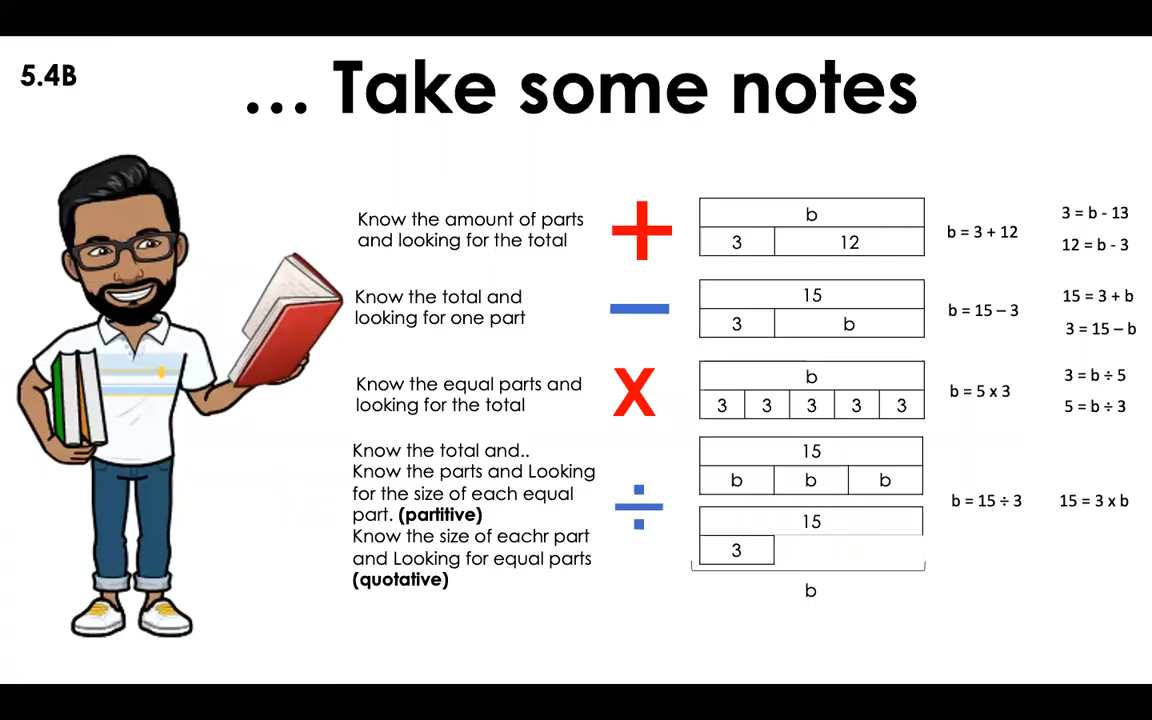 5.4B
... Take some notes
Know the amount of parts
and looking for the total
+
b
3 12
b = 3 + 12
3 = b - 13
12 = b - 3
Know the total and
looking for one part
–
15
3 b
b = 15 – 3
15 = 3 + b
3 = 15 – b
Know the equal parts and
looking for the total
X
b
3 3 3 3 3
b = 5 x 3
3 = b ÷ 5
5 = b ÷ 3
Know the total and..
Know the parts and Looking
for the size of each equal
part. (partitive)
Know the size of eachr part
and Looking for equal parts
(quotative)
÷
15
b b b
15
3
b
b = 15 ÷ 3
15 = 3 x b